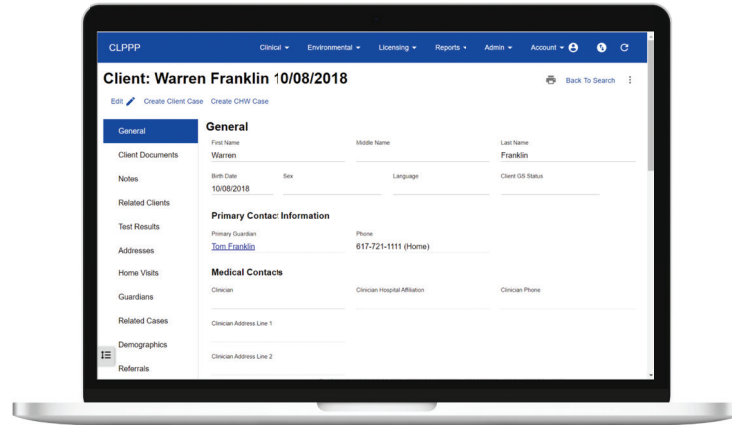 CLPPP Clinical Environmental Licensing Reports Admin Account
Client: Warren Franklin 10/08/2018
Back To Search
Edit Create Client Case Create CHW Case
General
Client Documents
Notes
Related Clients
Test Results
Addresses
Home Visits
Guardians
Related Cases
Demographics
Referrals
General
First Name Middle Name Last Name
Warren Franklin
Birth Date Sex Language Client GS Status
10/08/2018
Primary Contact Information
Primary Guardian Phone
Tom Franklin 617-721-1111 (Home)
Medical Contacts
Clinician Clinician Hospital Affiliation Clinician Phone
Clinician Address Line 1
Clinician Address Line 2